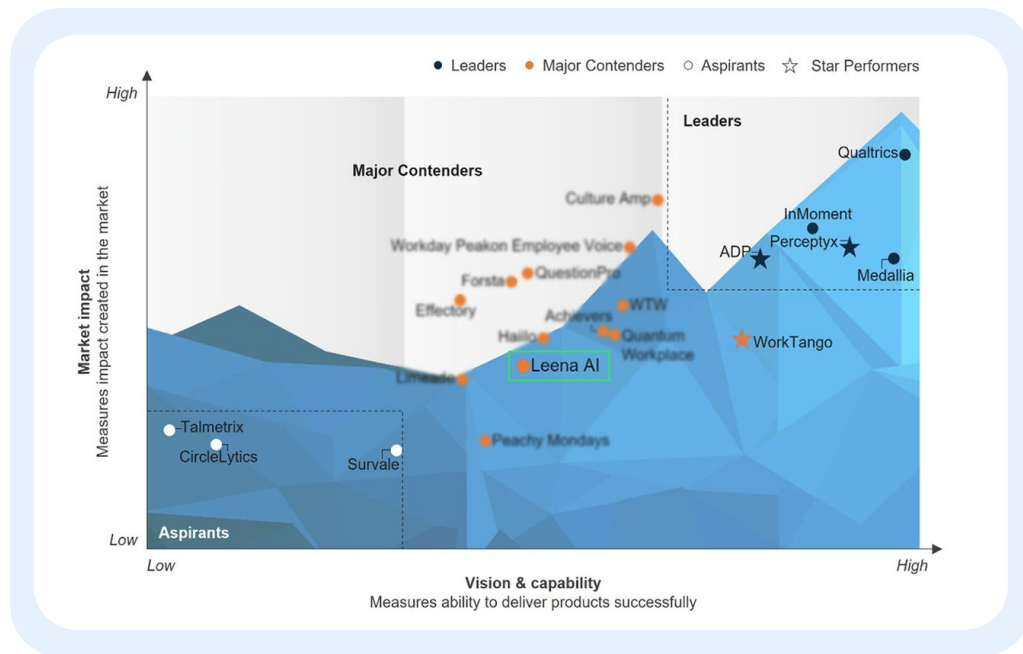 Leaders
Major Contenders
Aspirants
Star Performers
High
Leaders
Qualtrics
Major Contenders
Culture Amp
InMoment
Workday Peakon Employee Voice
Perceptyx
ADP
QuestionPro
Medallia
Forsta
Effectory
WTW
Achievers
Haiilo
Quantum
Workplace
WorkTango
Leena AI
Limeade
Market impact
Measures impact created in the market
Talmetrix
Peachy Mondays
CircleLytics
Survale
Aspirants
Low
Low
High
Vision & capability
Measures ability to deliver products successfully